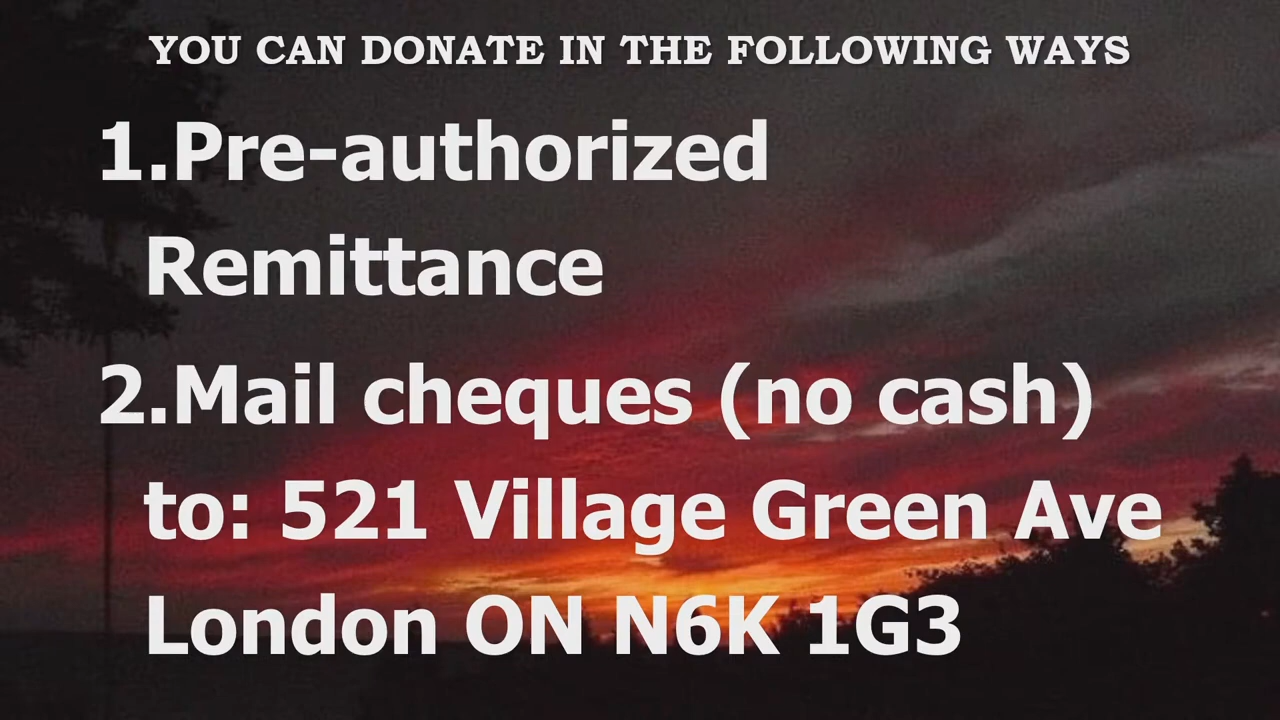 YOU CAN DONATE IN THE FOLLOWING WAYS
1.Pre-authorized
Remittance
2.Mail cheques (no cash)
to: 521 Village Green Ave
London ON N6K 1G3